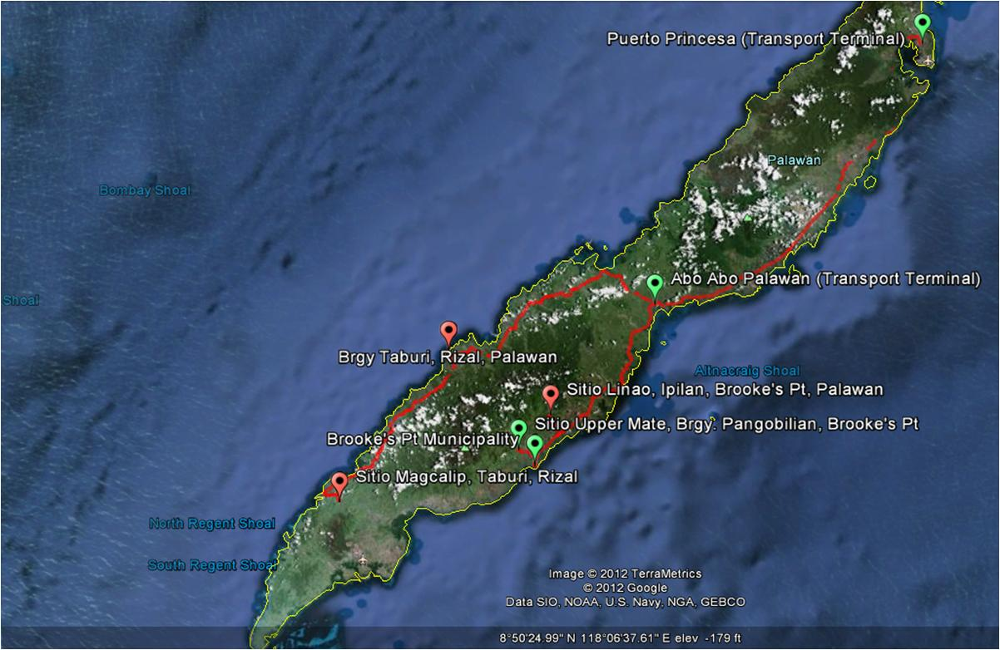 Puerto Princesa (Transport Terminal)
Palawan
Bombay Shoal
Abo Abo Palawan (Transport Terminal)
Shoal
Brgy Taburi, Rizal, Palawan
Altnacraig Shoal
Sitio Linao, Ipilan, Brooke's Pt, Palawan
Sitio Upper Mate, Brgy. Pangobilian, Brooke's Pt
Brooke's Pt Municipality
Sitio Magcalip, Taburi, Rizal
North Regent Shoal
South Regent Shoal
Image © 2012 TerraMetrics
© 2012 Google
Data SIO, NOAA, U.S. Navy, NGA, GEBCO
8°50'24.99" N 118°06'37.61" E elev -179 ft